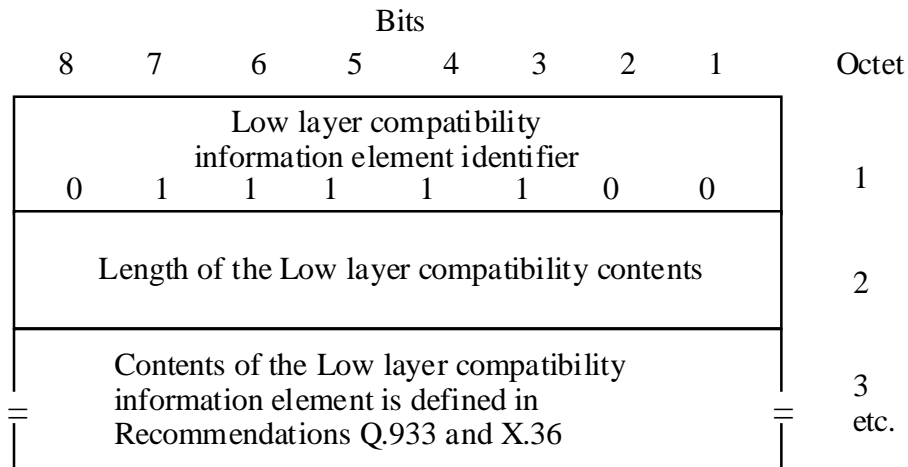 Bits
8 7 6 5 4 3 2 1 Octet
Low layer compatibility
information element identifier
0 1 1 1 1 1 0 0 1
Length of the Low layer compatibility contents
2
Contents of the Low layer compatibility
information element is defined in
Recommendations Q.933 and X.36
3
etc.